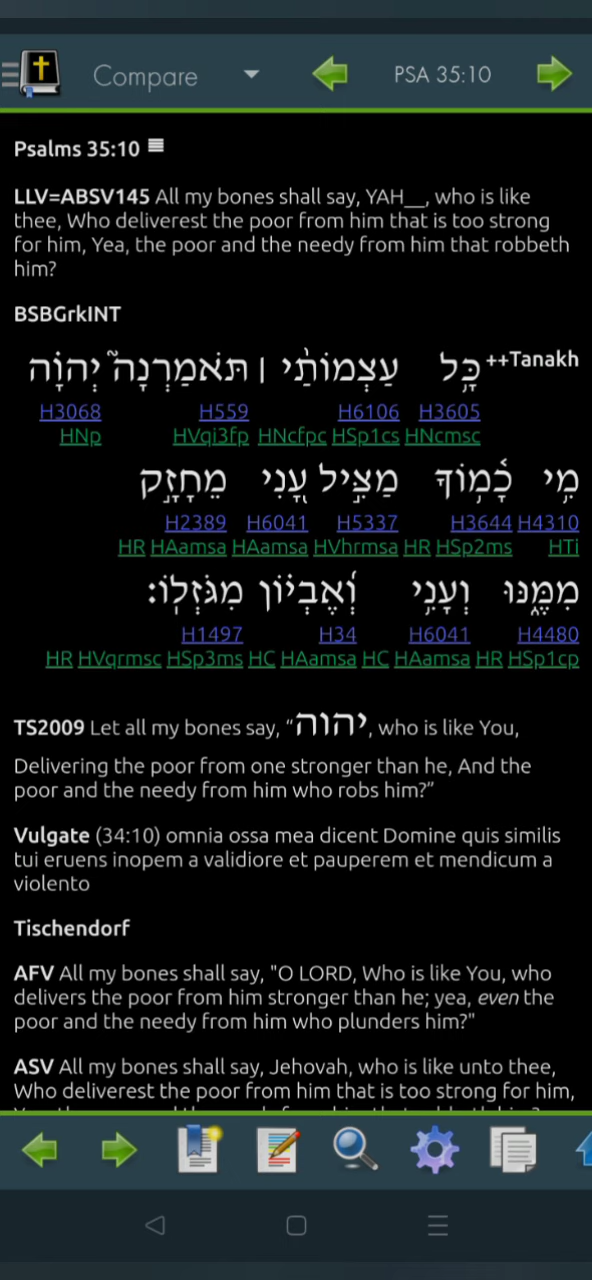 Compare
PSA 35:10
Psalms 35:10
LLV=ABSV145 All my bones shall say, YAH__, who is like
thee, Who deliverest the poor from him that is too strong
for him, Yea, the poor and the needy from him that robbeth
him?
BSBGrkINT
++Tanakh כָּ֥ל עַצְמוֹתַ֨י ׀ תֹּאמַרְנָה֮ יְהוָ֗ה
H3068 H559 H6106 H3605
HNp HVqi3fp HNcfpc HSp1cs HNcmsc
מִ֥י כָ֫מ֥וֹךָ מַצִּ֣יל עָ֭נִי מֵחָזָ֣ק
H2389 H6041 H5337 H3644 H4310
HR HAamsa HAamsa HVhrmsa HR HSp2ms HTi
מִמֶּ֑נּוּ וְעָנִ֥י וְ֝אֶבְי֗וֹן מִגֹּזְלֽוֹ׃
H1497 H34 H6041 H4480
HR HVqrmsc HSp3ms HC HAamsa HC HAamsa HR HSp1cp
TS2009 Let all my bones say, “יהוה, who is like You,
Delivering the poor from one stronger than he, And the
poor and the needy from him who robs him?”
Vulgate (34:10) omnia ossa mea dicent Domine quis similis
tui eruens inopem a validiore et pauperem et mendicum a
violento
Tischendorf
AFV All my bones shall say, "O LORD, Who is like You, who
delivers the poor from him stronger than he; yea, even the
poor and the needy from him who plunders him?"
ASV All my bones shall say, Jehovah, who is like unto thee,
Who deliverest the poor from him that is too strong for him,